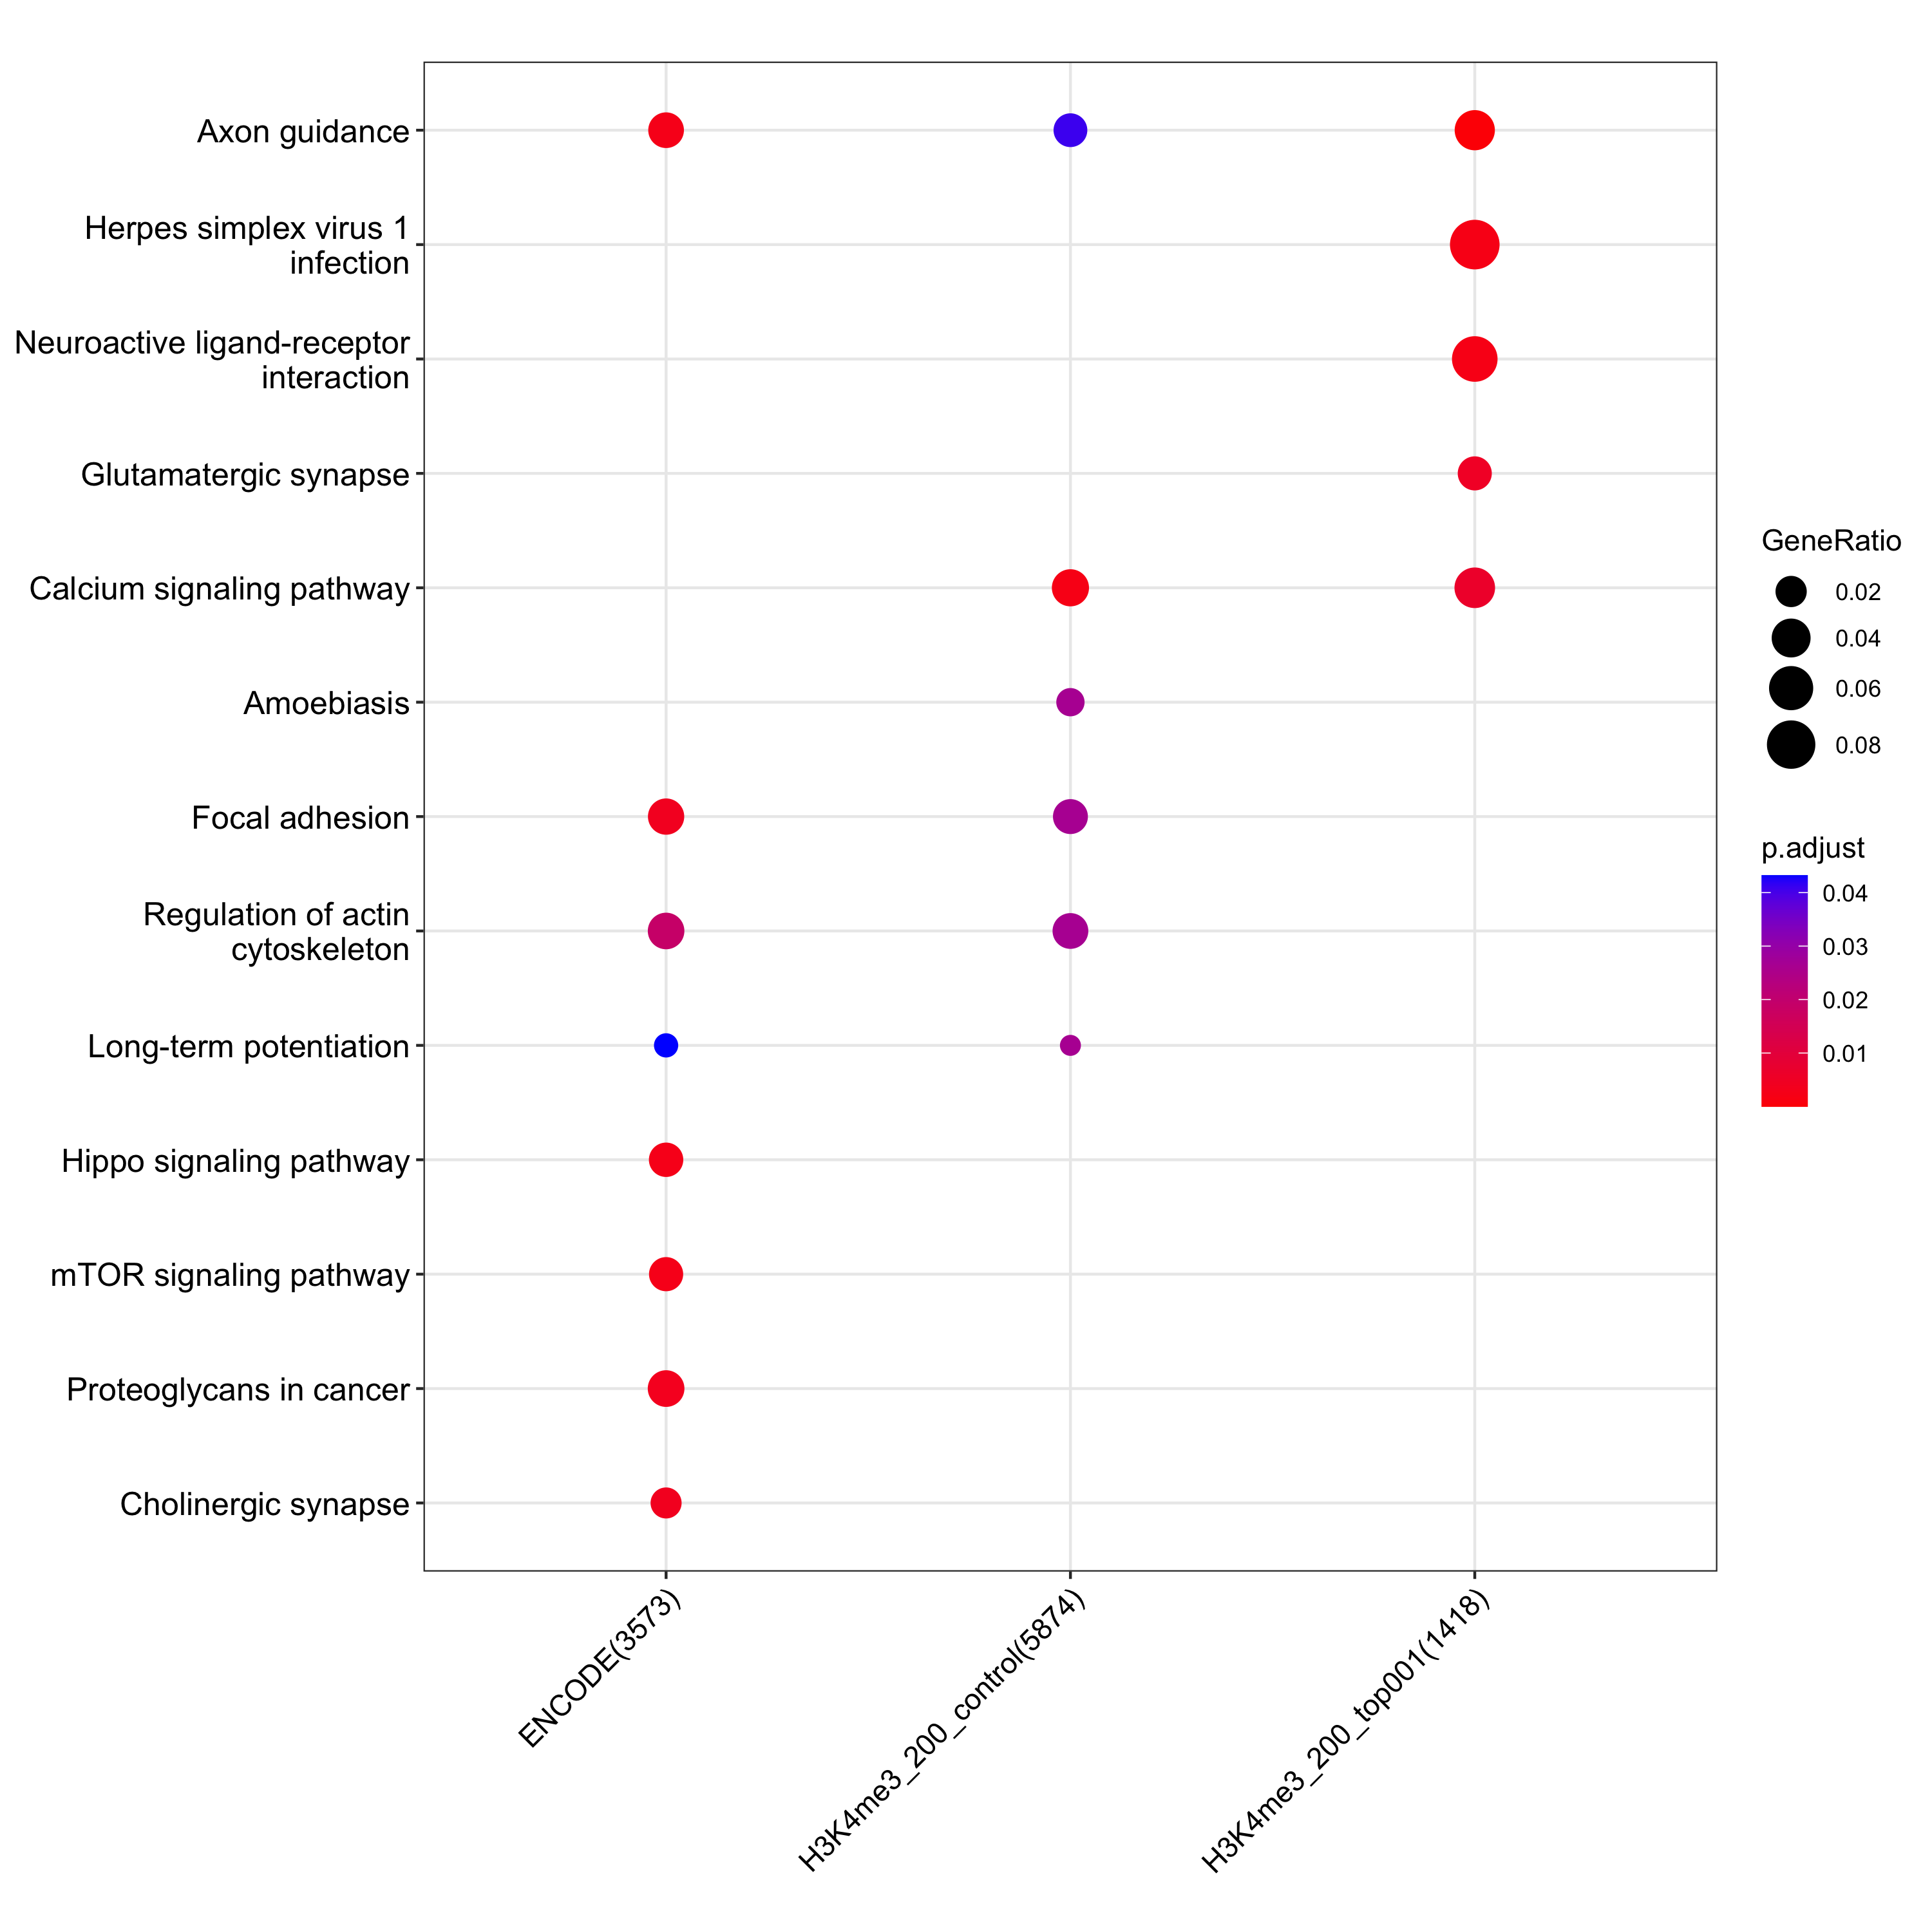 Axon guidance
Herpes simplex virus 1
infection
Neuroactive ligand-receptor
interaction
Glutamatergic synapse
Calcium signaling pathway
Amoebiasis
Focal adhesion
Regulation of actin
cytoskeleton
Long-term potentiation
Hippo signaling pathway
mTOR signaling pathway
Proteoglycans in cancer
Cholinergic synapse
ENCODE(3573)
H3K4me3_200_control(5874)
H3K4me3_200_top001(1418)
GeneRatio
0.02
0.04
0.06
0.08
p.adjust
0.04
0.03
0.02
0.01